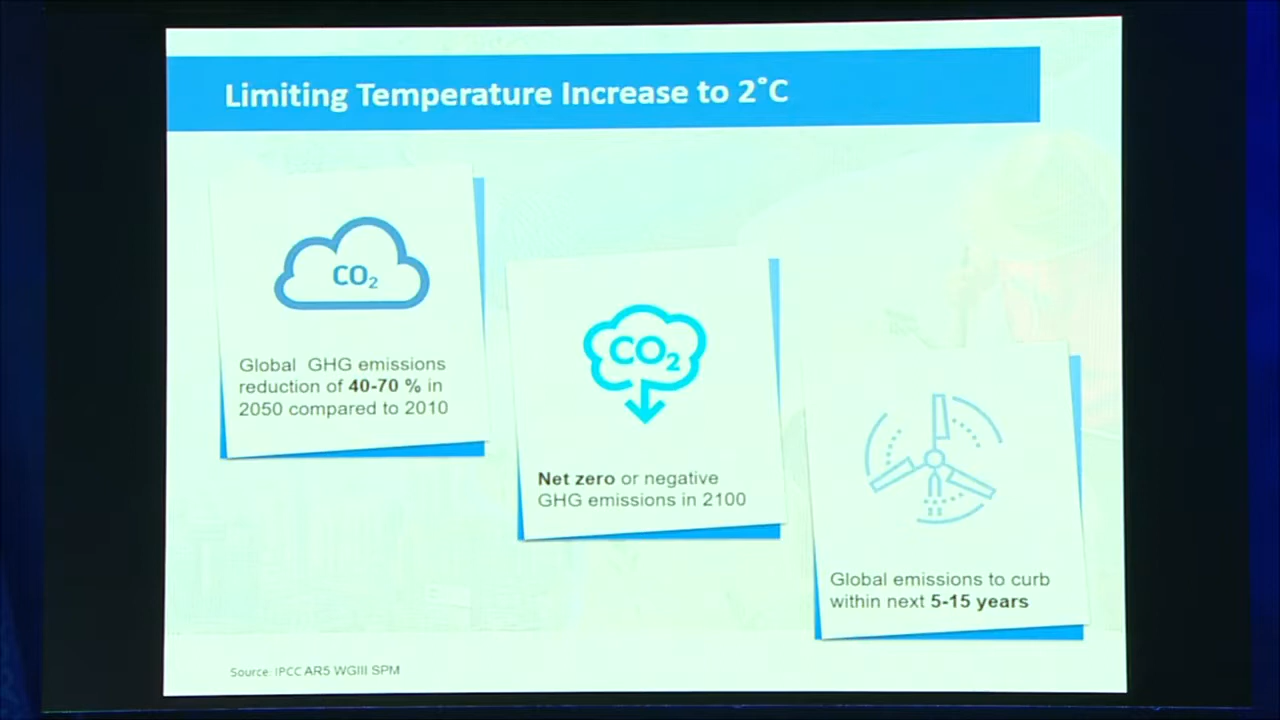 Limiting Temperature Increase to 2°C
CO₂
Global GHG emissions
reduction of 40-70 % in
2050 compared to 2010
CO₂
Net zero or negative
GHG emissions in 2100
Global emissions to curb
within next 5-15 years
Source: IPCC AR5 WGIII SPM